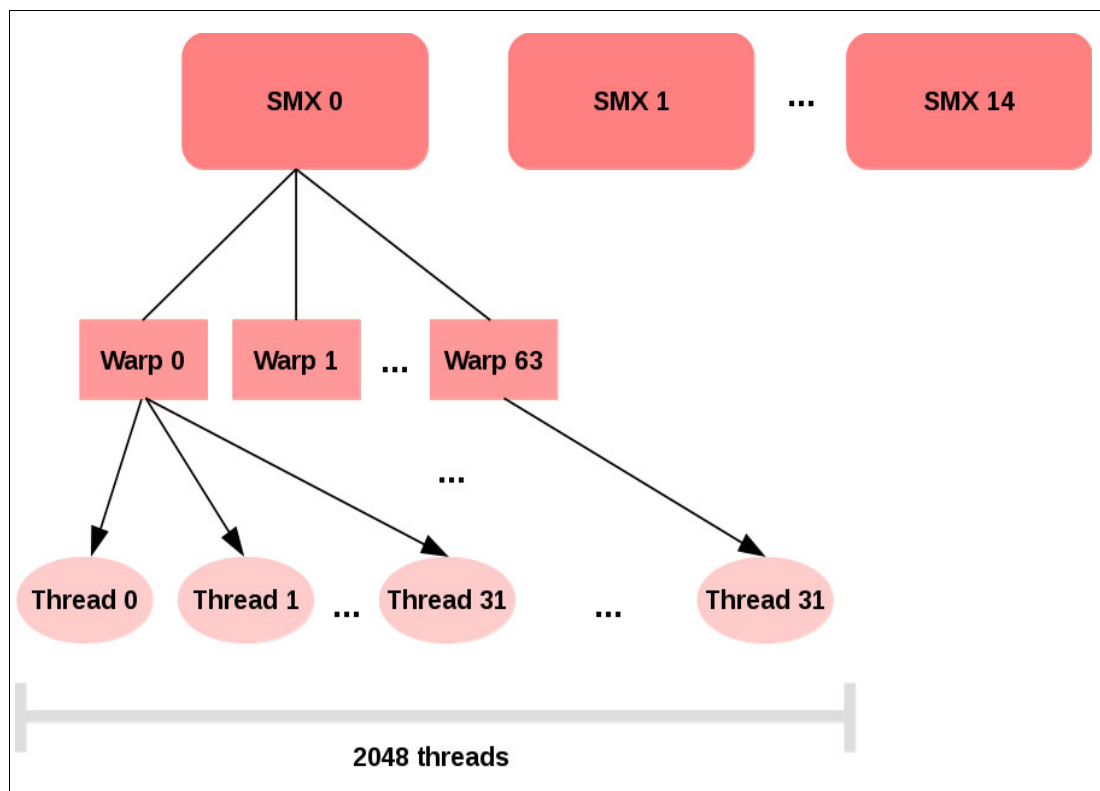 SMX 0
SMX 1
...
SMX 14
Warp 0
Warp 1
...
Warp 63
...
Thread 0
Thread 1
...
Thread 31
...
Thread 31
2048 threads